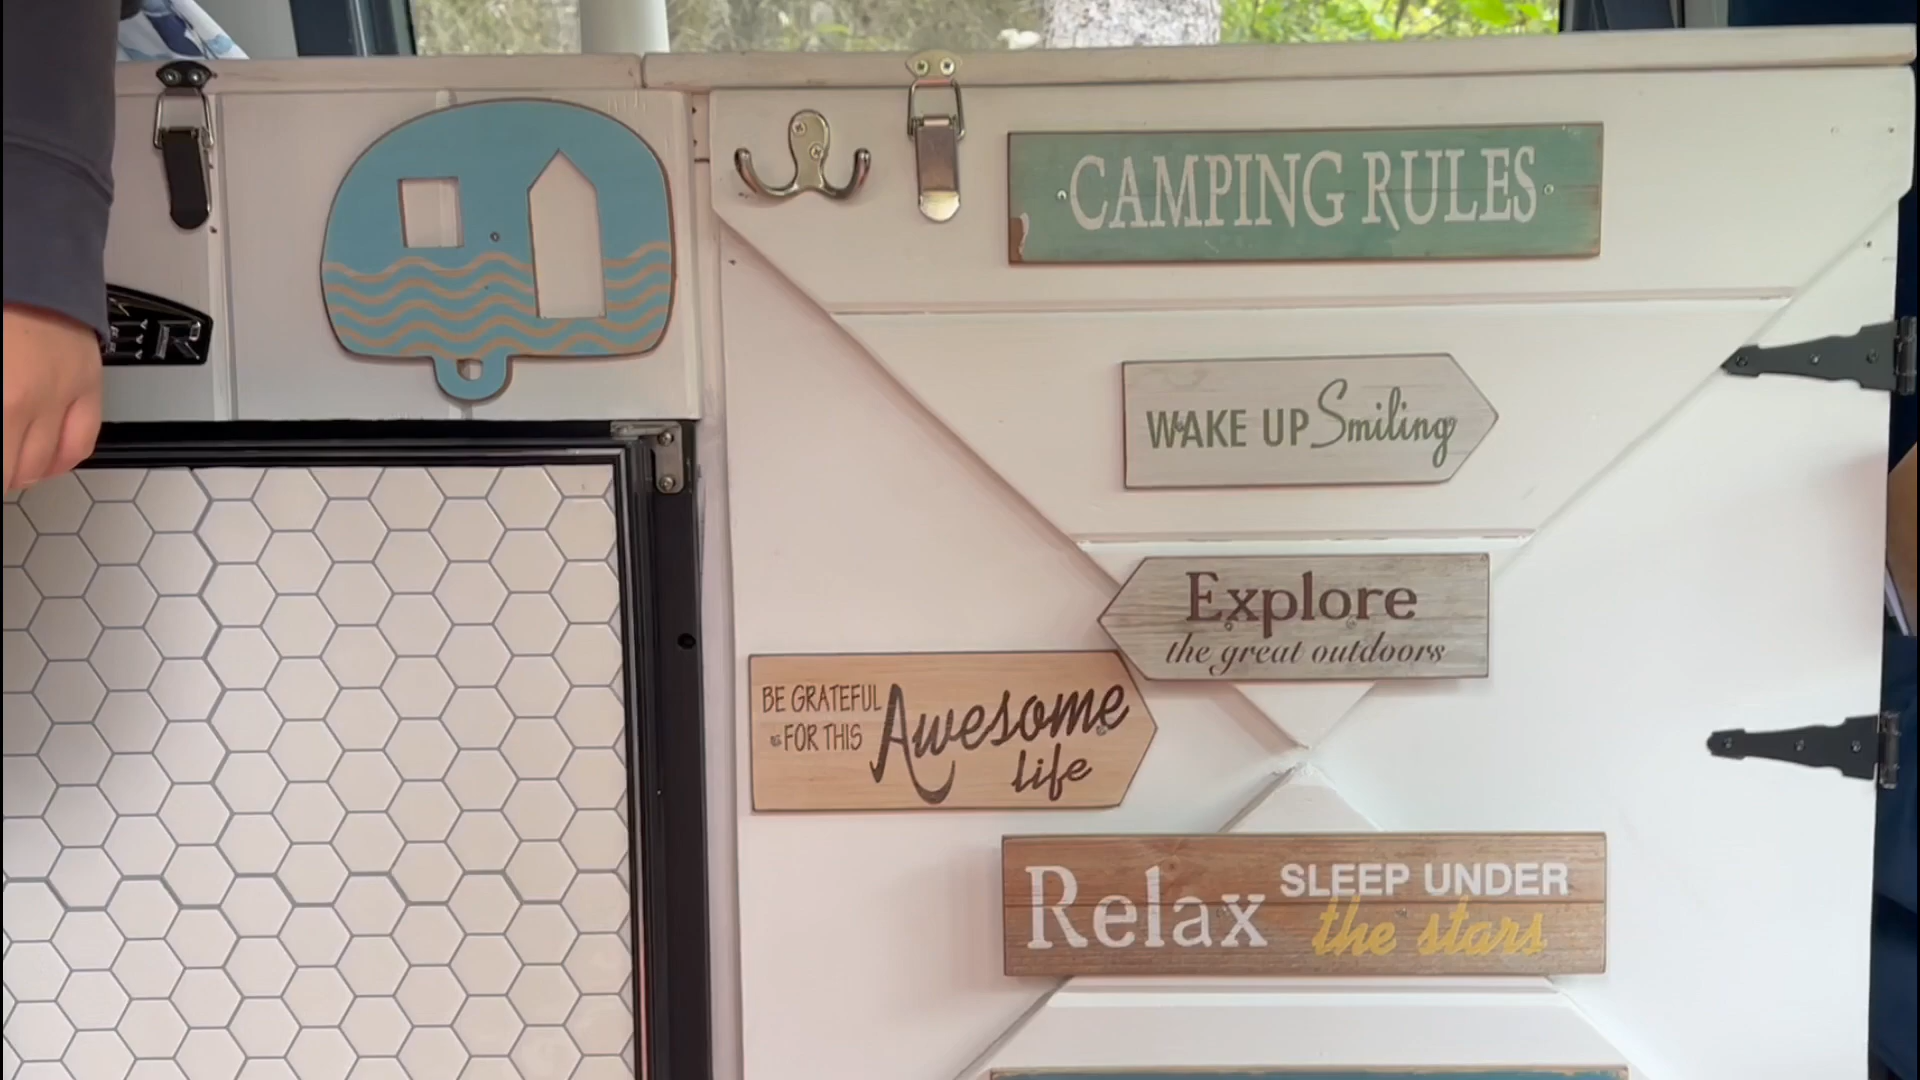 CAMPING RULES
WAKE UP Smiling
Explore
the great outdoors
BE GRATEFUL
FOR THIS
Awesome
life
Relax
SLEEP UNDER
the stars